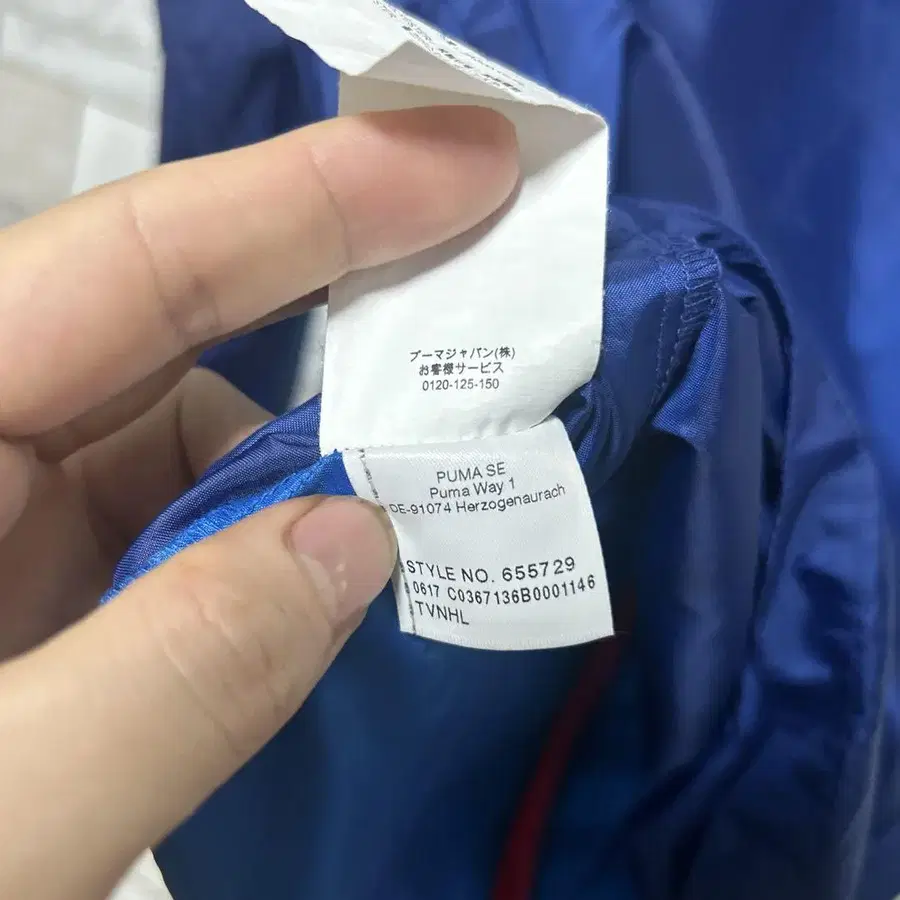 プーマジャパン(株)
お客様サービス
0120-125-150
PUMA SE
Puma Way 1
DE-91074 Herzogenaurach
STYLE NO. 655729
0617 C0367136B0001146
TVNHL